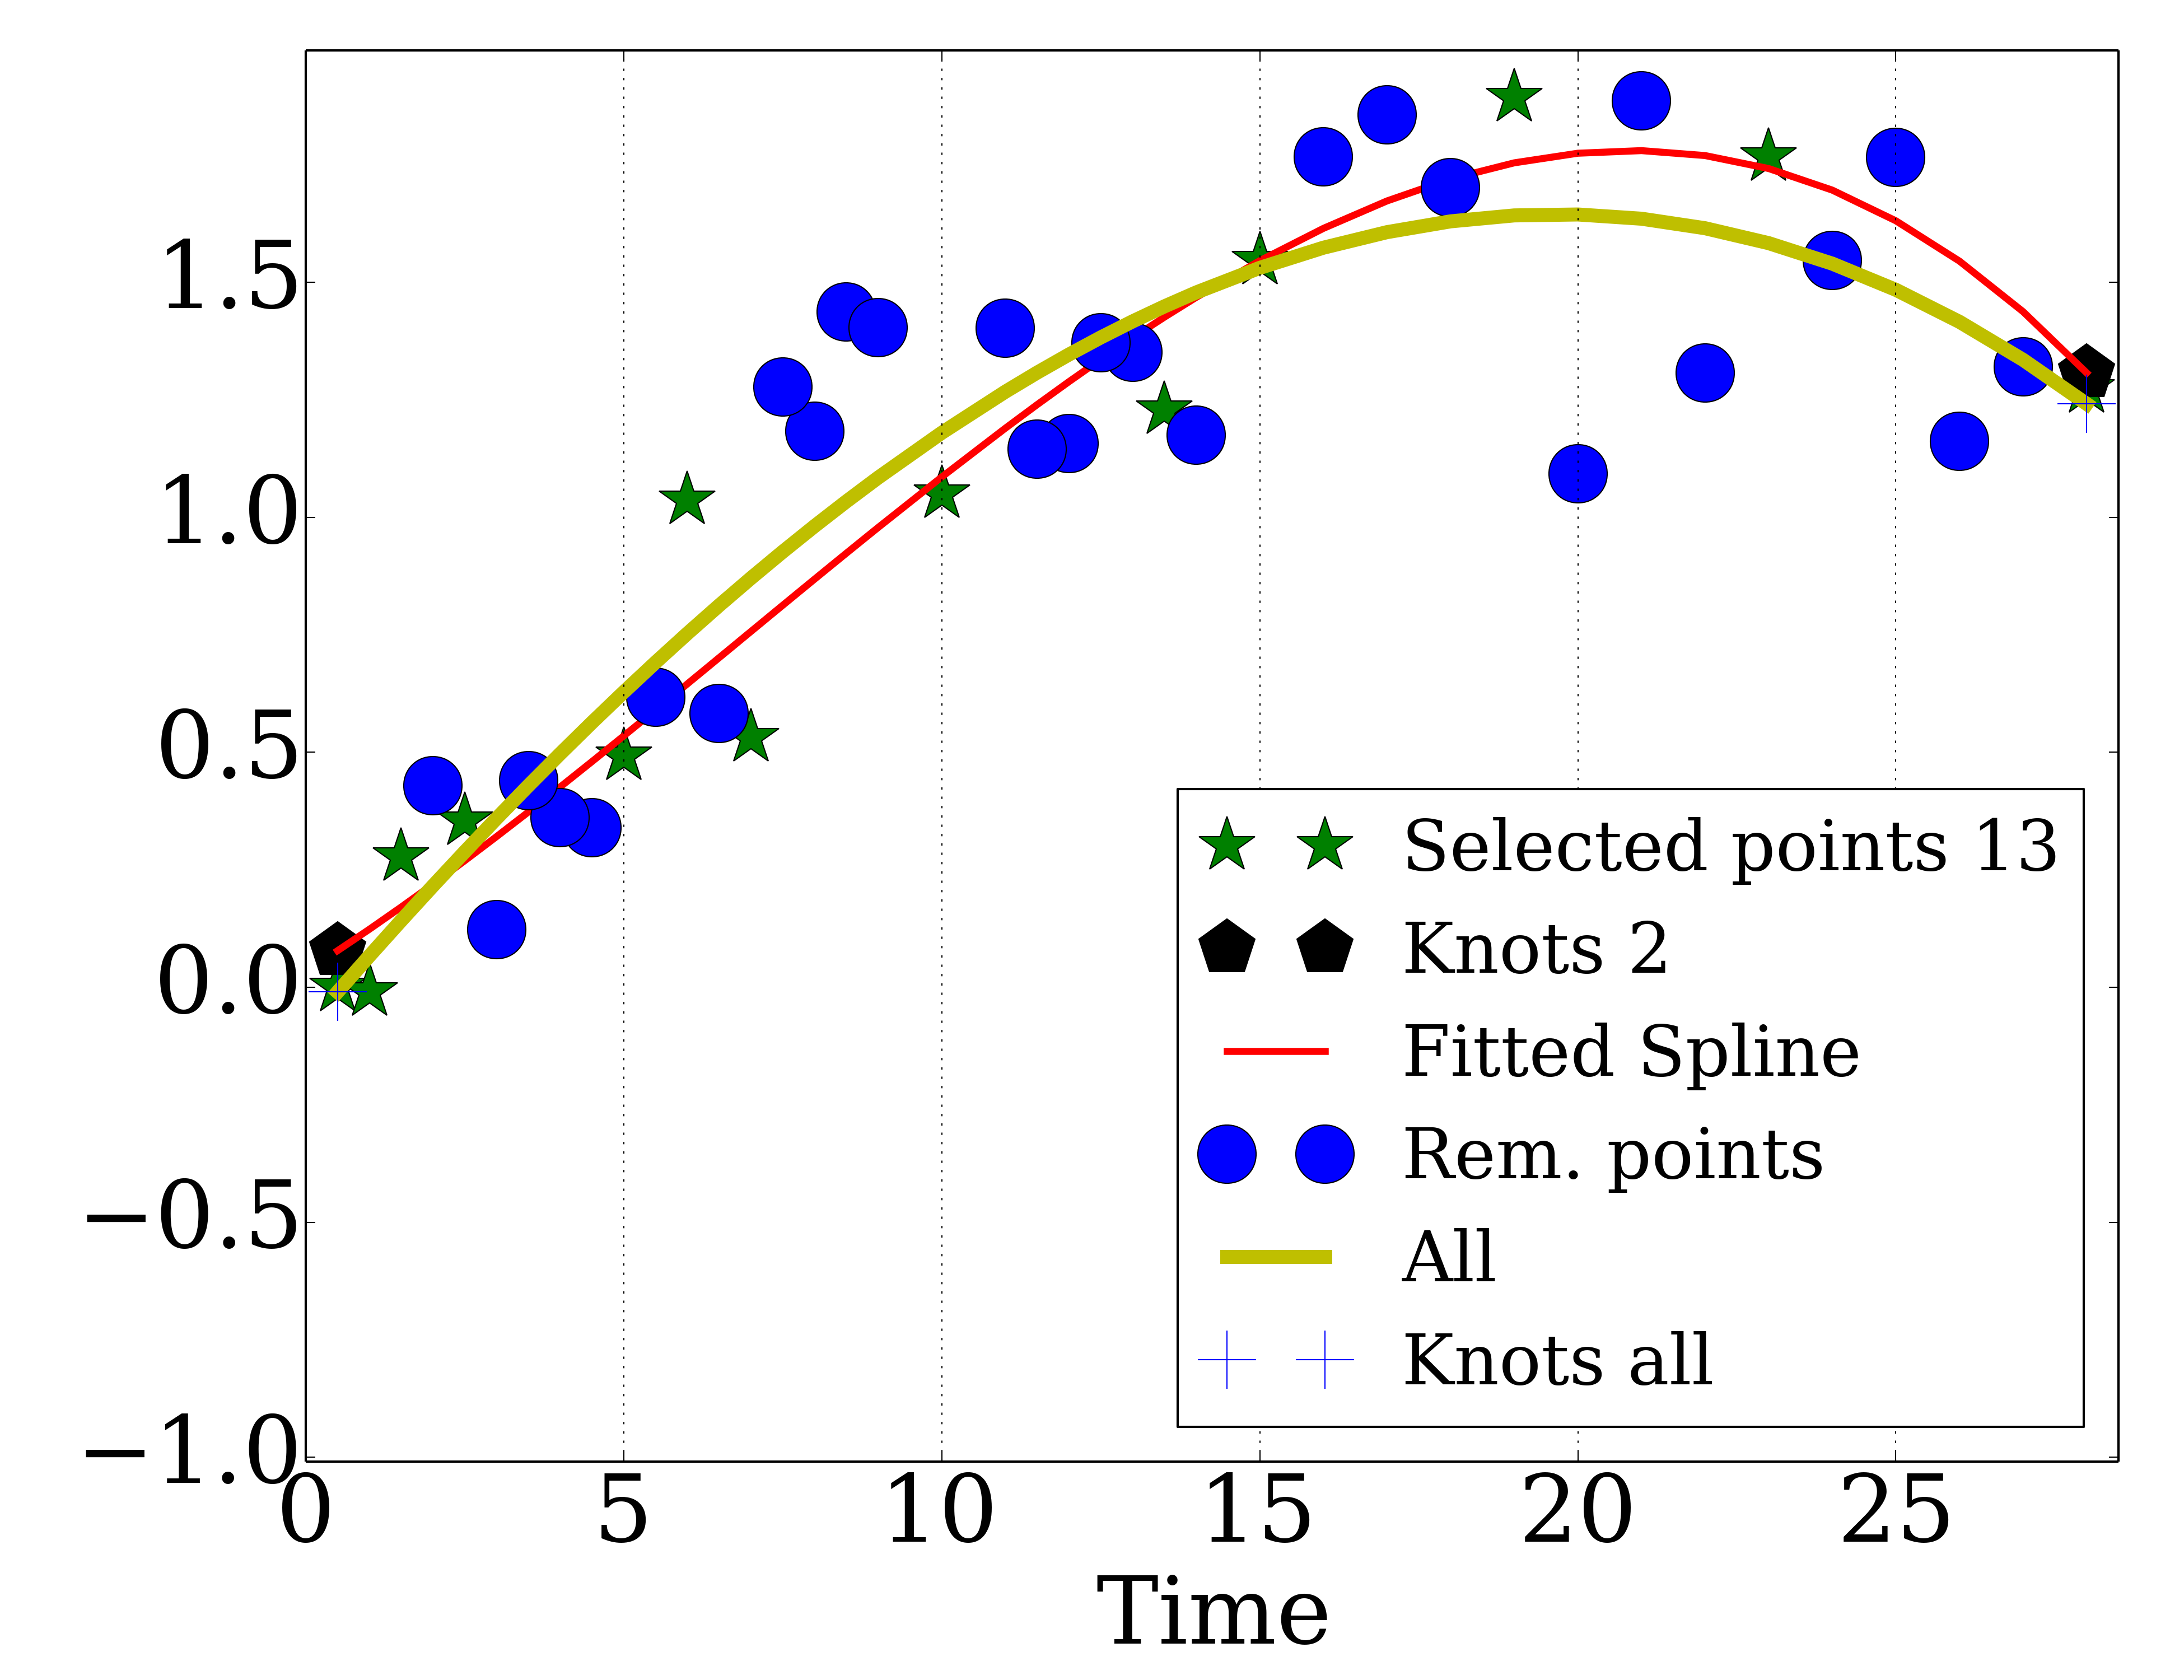 1.5
1.0
0.5
0.0
−0.5
−1.0
0 5 10 15 20 25
Time
Selected points 13
Knots 2
Fitted Spline
Rem. points
All
Knots all